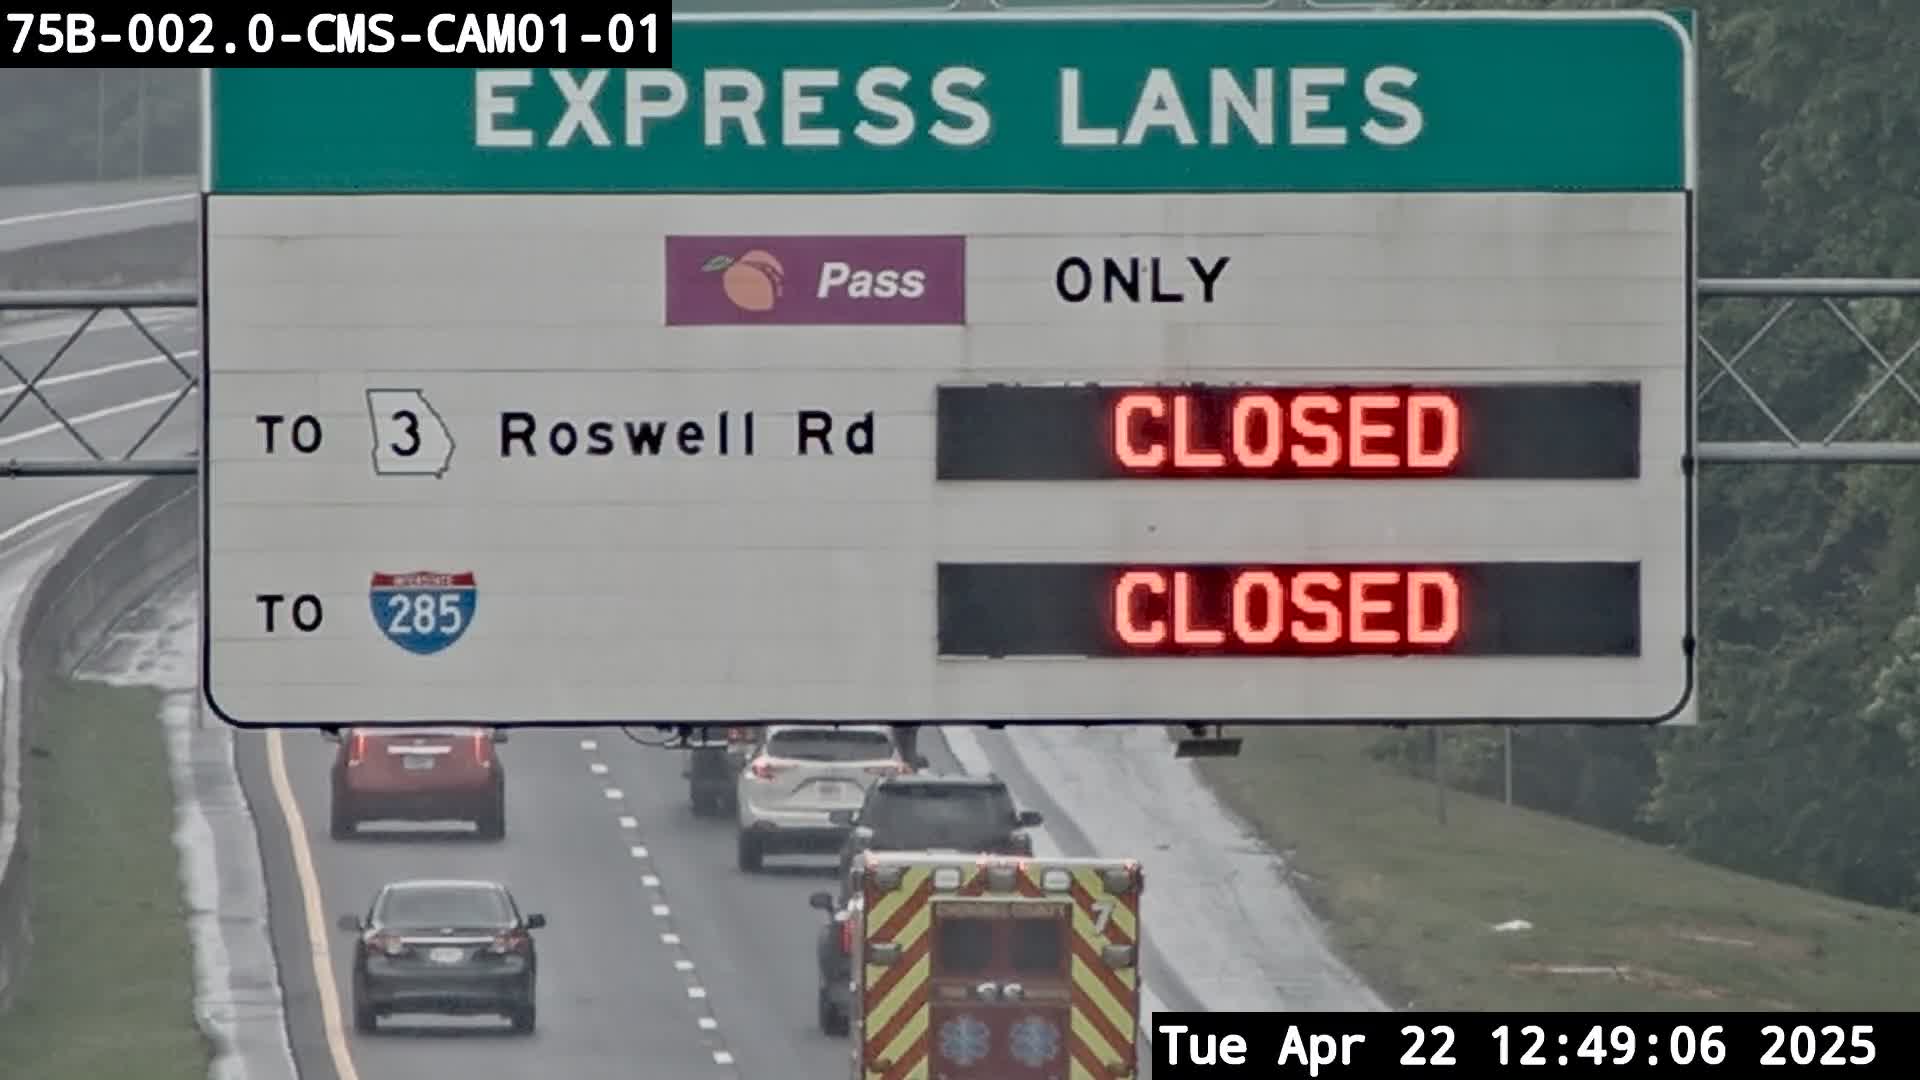 75B-002.0-CMS-CAM01-01
EXPRESS LANES
Pass ONLY
TO 3 Roswell Rd CLOSED
TO INTERSTATE 285 CLOSED
7
Tue Apr 22 12:49:06 2025